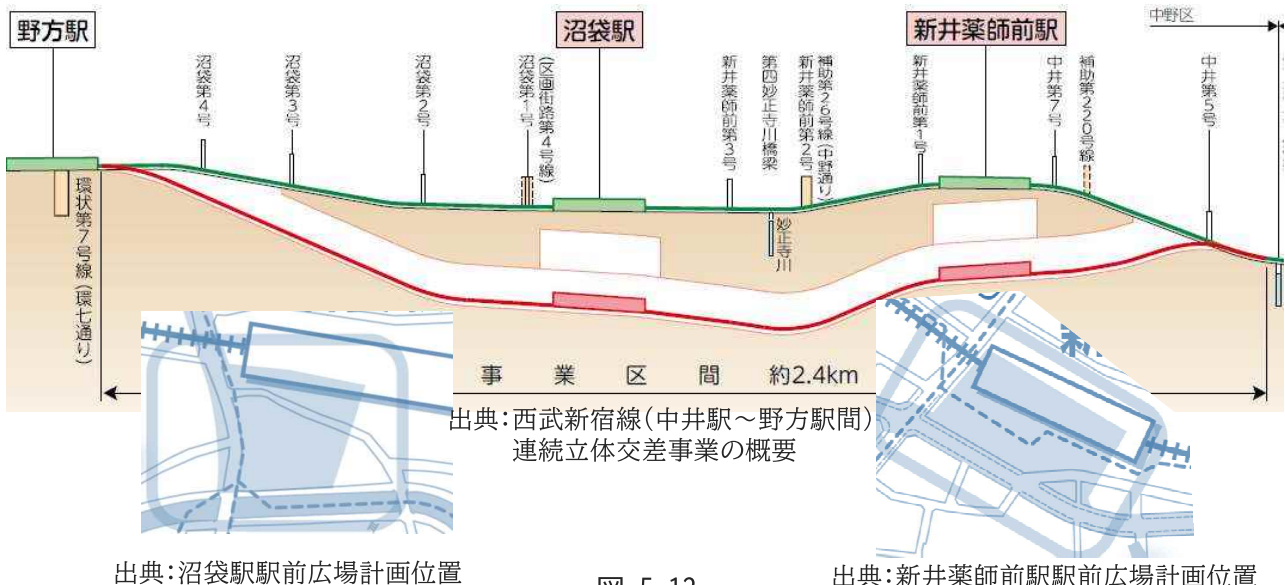 野方駅
沼袋駅
新井薬師前駅
中野区
沼袋第4号
沼袋第3号
沼袋第2号
沼袋第1号
(区画街路第4号線)
新井薬師前第3号
第四妙正寺川橋梁
新井薬師前第2号
補助第26号線(中野通り)
新井薬師前第1号
中井第7号
補助第220号線
中井第5号
環状第7号線(環七通り)
妙正寺川
事業区間 約2.4km
出典:西武新宿線(中井駅~野方駅間)
連続立体交差事業の概要
出典:沼袋駅駅前広場計画位置
図 5-12
出典:新井薬師前駅駅前広場計画位置